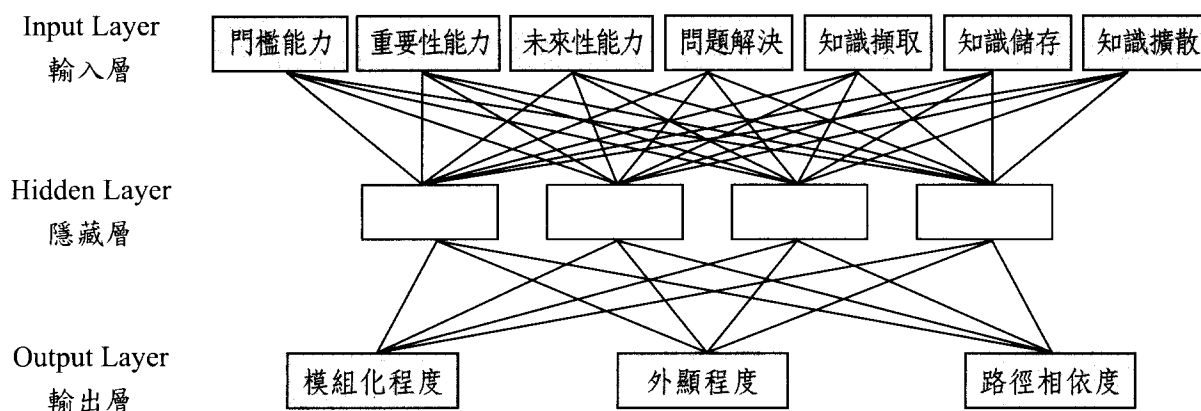 Input Layer
輸入層
門檻能力 重要性能力 未來性能力 問題解決 知識擷取 知識儲存 知識擴散
Hidden Layer
隱藏層
Output Layer
輸出層
模組化程度 外顯程度 路徑相依度